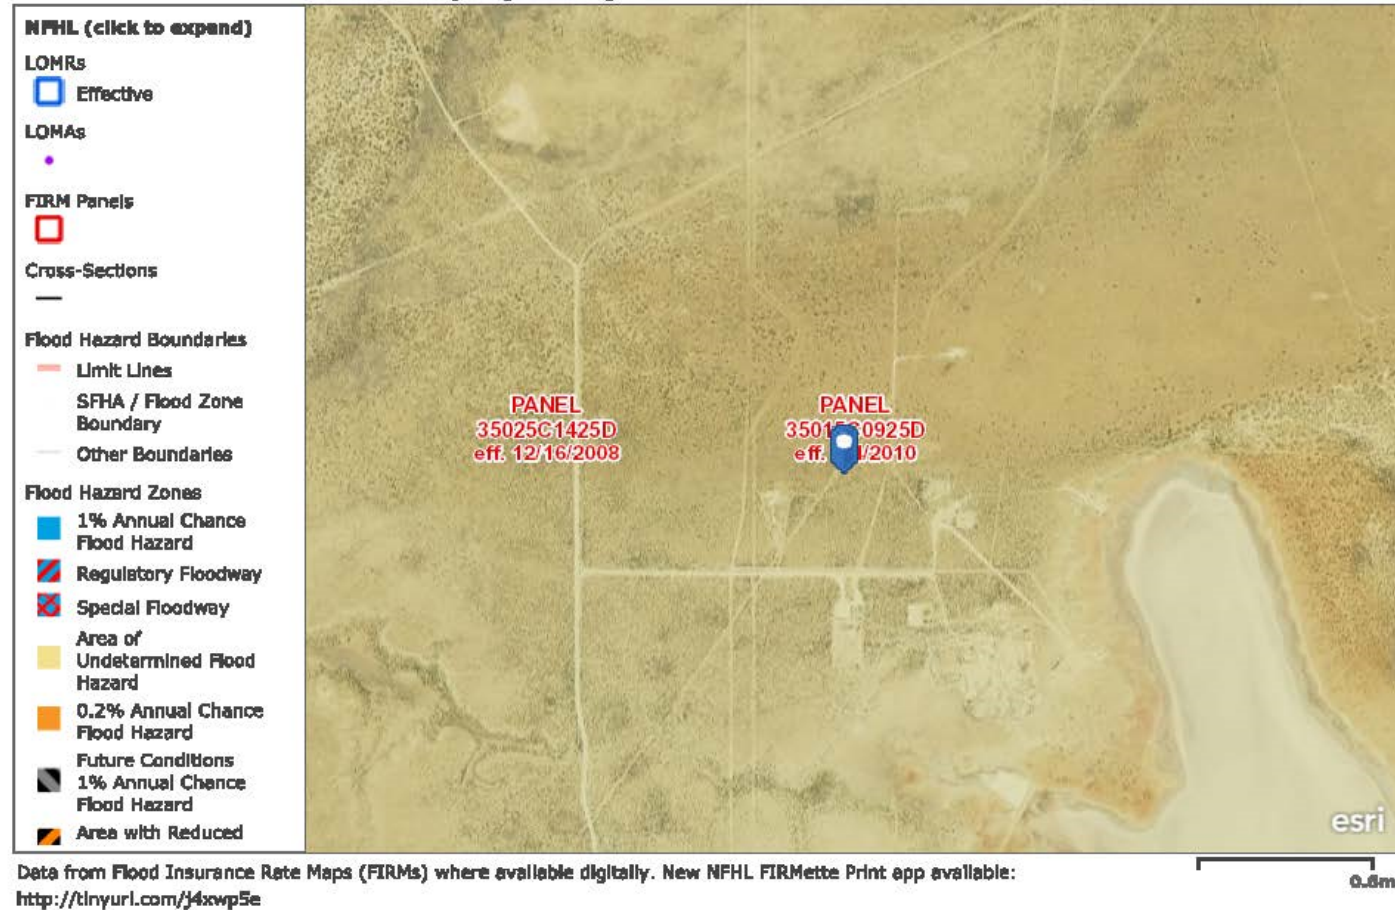 NFHL (click to expand)
LOMRs
Effective
LOMAs
FIRM Panels
Cross-Sections
Flood Hazard Boundaries
Limit Lines
SFHA / Flood Zone
Boundary
Other Boundaries
Flood Hazard Zones
1% Annual Chance
Flood Hazard
Regulatory Floodway
Special Floodway
Area of
Undetermined Flood
Hazard
0.2% Annual Chance
Flood Hazard
Future Conditions
1% Annual Chance
Flood Hazard
Area with Reduced
PANEL
35025C1425D
eff. 12/16/2008
PANEL
eff.
esri
Data from Flood Insurance Rate Maps (FIRMs) where available digitally. New NFHL FIRMette Print app available:
http://tinyurl.com/j4xwp5e